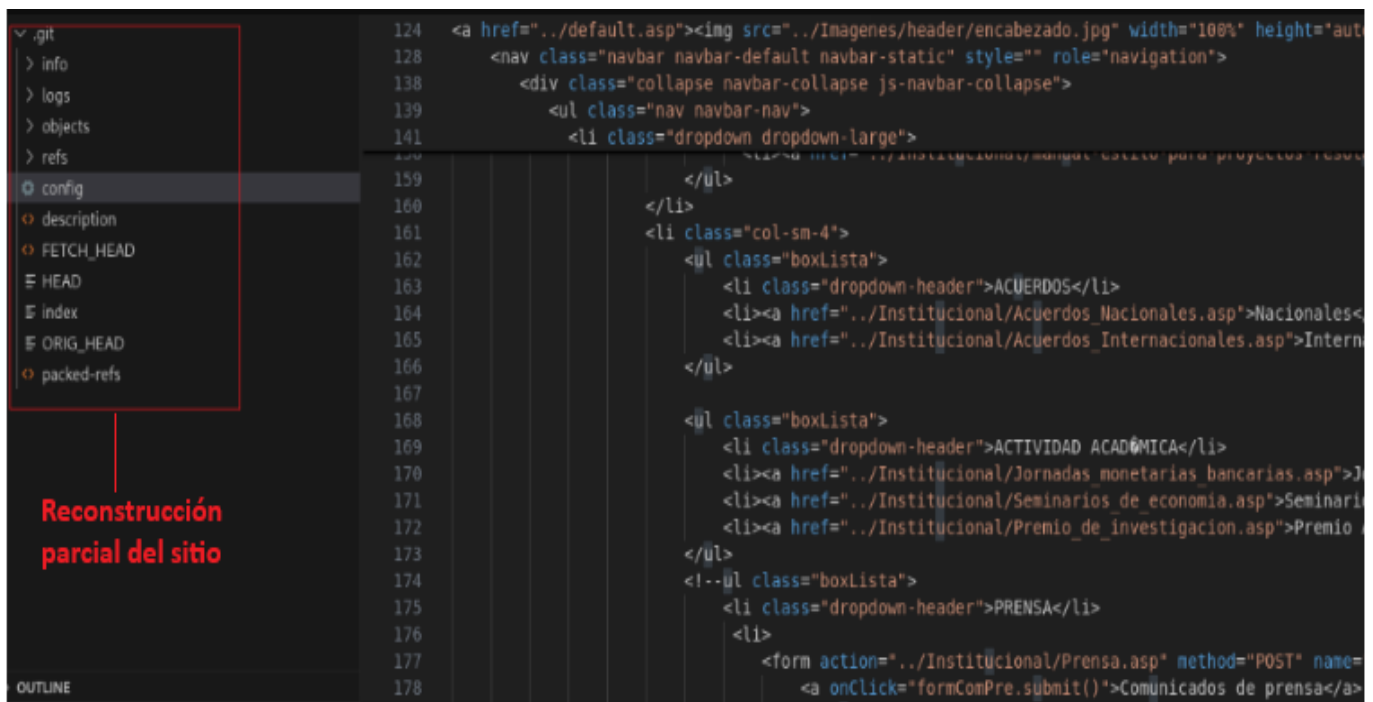 .git
info
logs
objects
refs
config
description
FETCH_HEAD
HEAD
index
ORIG_HEAD
packed-refs
Reconstrucción
parcial del sitio
OUTLINE
124 <a href="../default.asp"><img src="../Imagenes/header/encabezado.jpg" width="100%" height="aut
128 <nav class="navbar navbar-default navbar-static" style="" role="navigation">
138 <div class="collapse navbar-collapse js-navbar-collapse">
139 <ul class="nav navbar-nav">
141 <li class="dropdown dropdown-large">
159 </ul>
160 </li>
161 <li class="col-sm-4">
162 <ul class="boxLista">
163 <li class="dropdown-header">ACUERDOS</li>
164 <li><a href="../Institucional/Acuerdos_Nacionales.asp">Nacionales<
165 <li><a href="../Institucional/Acuerdos_Internacionales.asp">Intern
166 </ul>
167
168 <ul class="boxLista">
169 <li class="dropdown-header">ACTIVIDAD ACAD�MICA</li>
170 <li><a href="../Institucional/Jornadas_monetarias_bancarias.asp">J
171 <li><a href="../Institucional/Seminarios_de_economia.asp">Seminari
172 <li><a href="../Institucional/Premio_de_investigacion.asp">Premio
173 </ul>
174 <!--ul class="boxLista">
175 <li class="dropdown-header">PRENSA</li>
176 <li>
177 <form action="../Institucional/Prensa.asp" method="POST" name=
178 <a onClick="formComPre.submit()">Comunicados de prensa</a>